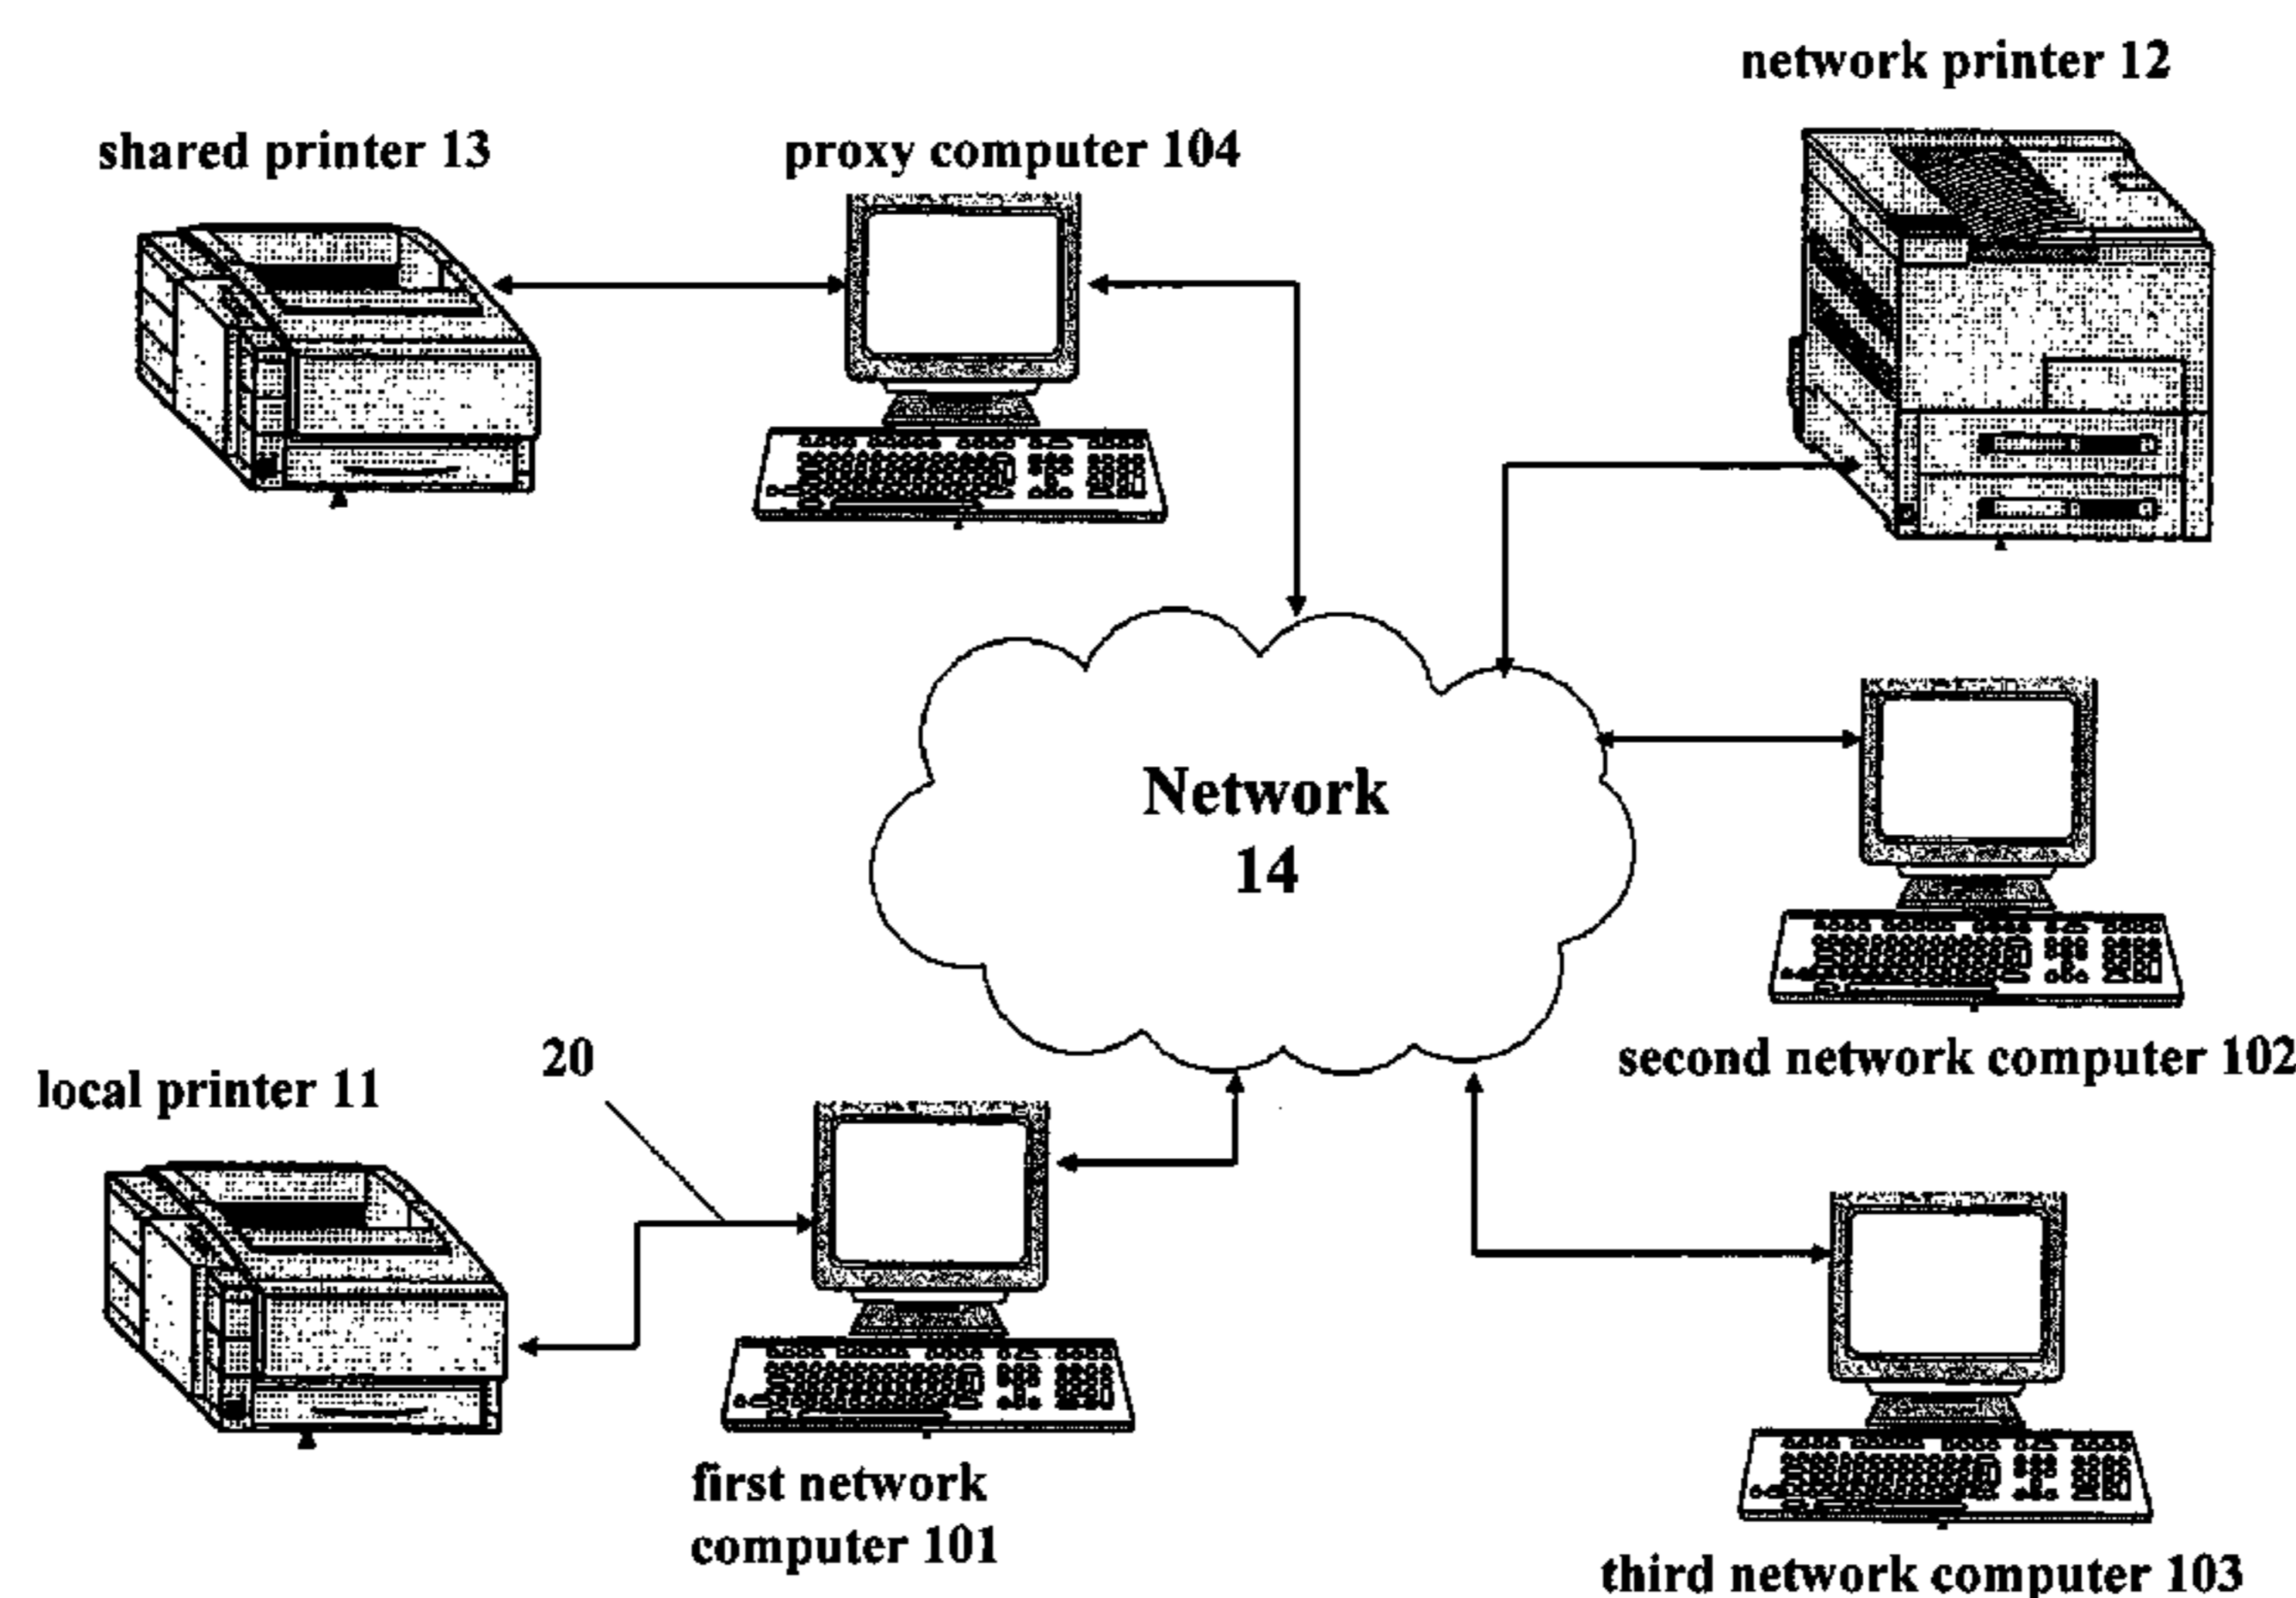 network printer 12
shared printer 13
proxy computer 104
Network
14
second network computer 102
20
local printer 11
first network
computer 101
third network computer 103